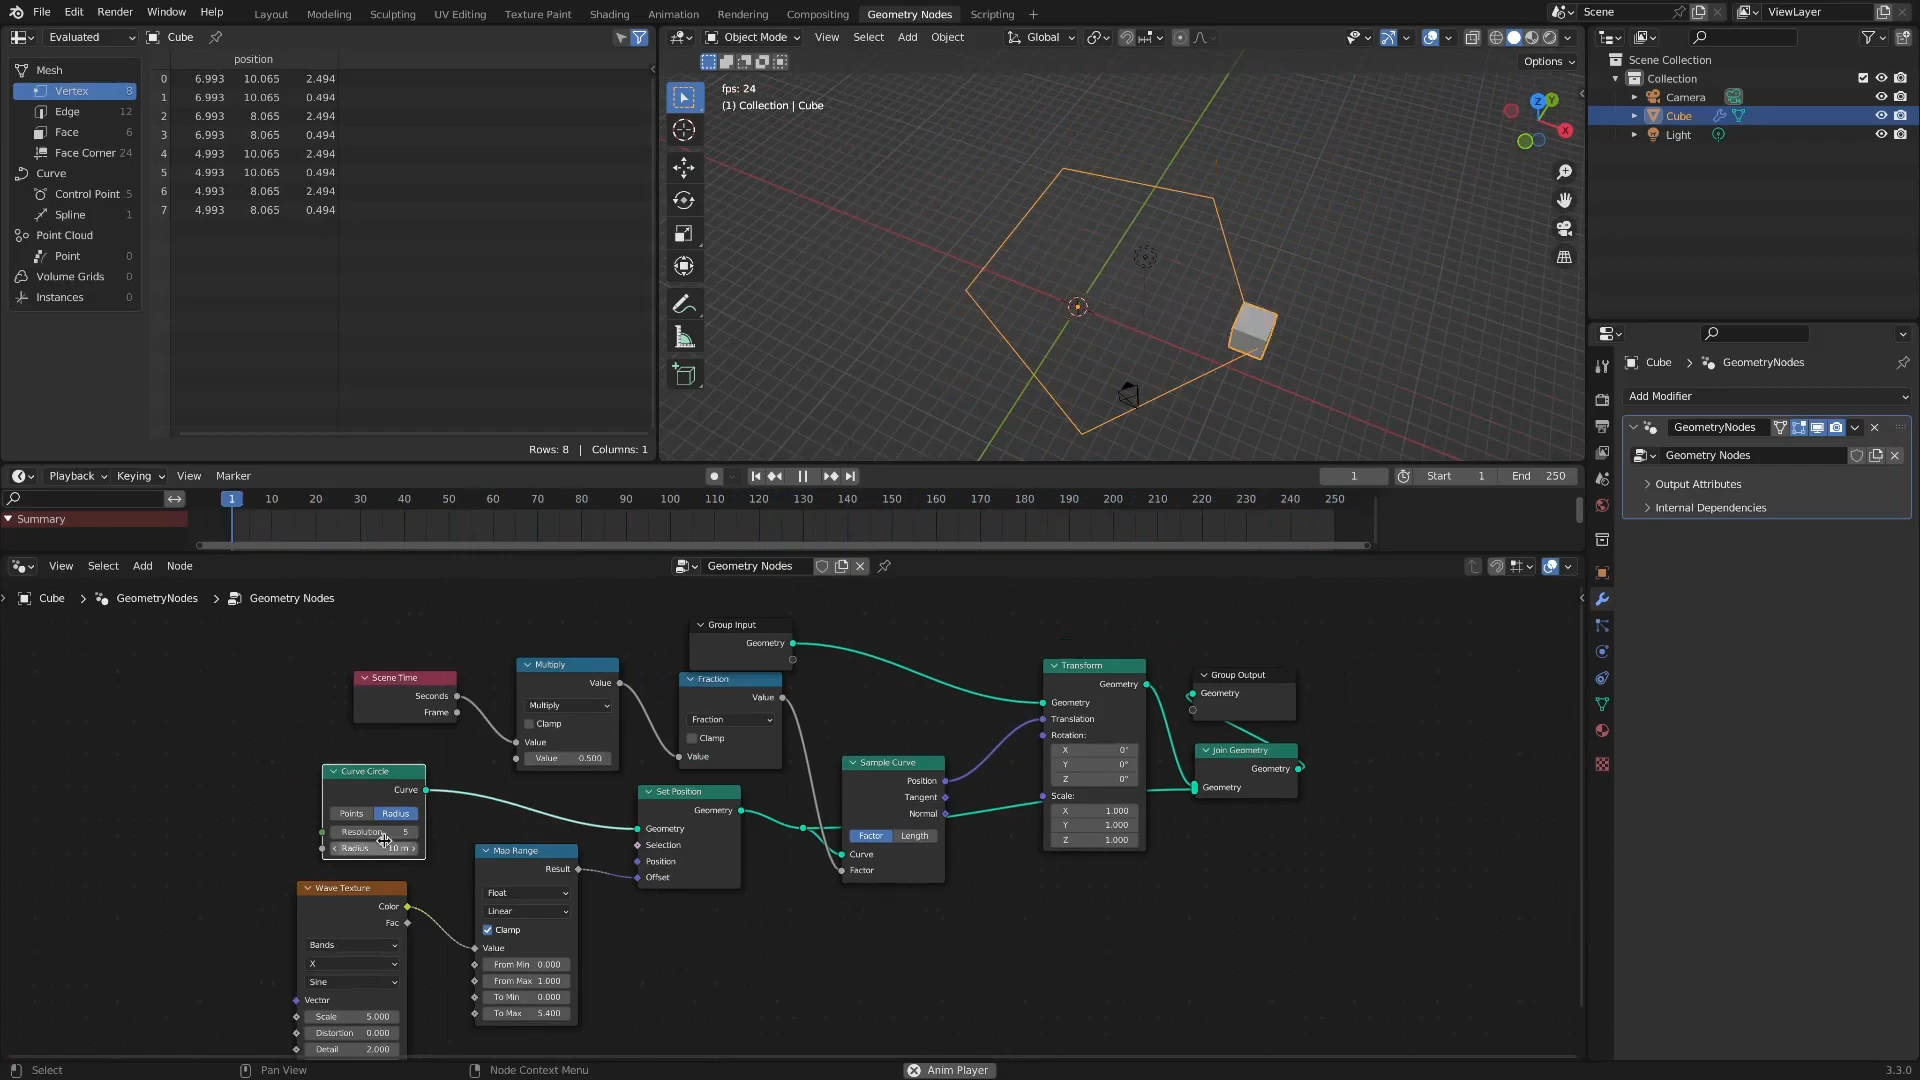 File Edit Render Window Help Layout Modeling Sculpting UV Editing Texture Paint Shading Animation Rendering Compositing Geometry Nodes Scripting + Scene ViewLayer
Evaluated Cube
position
0 6.993 10.065 2.494
1 6.993 10.065 0.494
2 6.993 8.065 2.494
3 6.993 8.065 0.494
4 4.993 10.065 2.494
5 4.993 10.065 0.494
6 4.993 8.065 2.494
7 4.993 8.065 0.494
Mesh
Vertex 8
Edge 12
Face 6
Face Corner 24
Curve
Control Point 5
Spline 1
Point Cloud
Point 0
Volume Grids 0
Instances 0
Rows: 8 | Columns: 1
Object Mode View Select Add Object Global
Options
fps: 24
(1) Collection | Cube
Z
Y
X
Scene Collection
Collection
Camera
Cube
Light
Playback Keying View Marker 1 Start 1 End 250
1 10 20 30 40 50 60 70 80 90 100 110 120 130 140 150 160 170 180 190 200 210 220 230 240 250
Summary
Cube > GeometryNodes
Add Modifier
GeometryNodes
Geometry Nodes
Output Attributes
Internal Dependencies
View Select Add Node Geometry Nodes
Cube > GeometryNodes > Geometry Nodes
Group Input
Geometry
Scene Time
Seconds
Frame
Multiply
Value
Multiply
Clamp
Value
Value 0.500
Fraction
Value
Fraction
Clamp
Value
Curve Circle
Curve
Points Radius
Resolution 5
Radius 10 m
Set Position
Geometry
Geometry
Selection
Position
Offset
Wave Texture
Color
Fac
Bands
X
Sine
Vector
Scale 5.000
Distortion 0.000
Detail 2.000
Map Range
Result
Float
Linear
Clamp
Value
From Min 0.000
From Max 1.000
To Min 0.000
To Max 5.400
Sample Curve
Position
Tangent
Normal
Factor Length
Curve
Factor
Transform
Geometry
Geometry
Translation
Rotation:
X 0°
Y 0°
Z 0°
Scale:
X 1.000
Y 1.000
Z 1.000
Group Output
Geometry
Join Geometry
Geometry
Geometry
Select Pan View Node Context Menu Anim Player 3.3.0